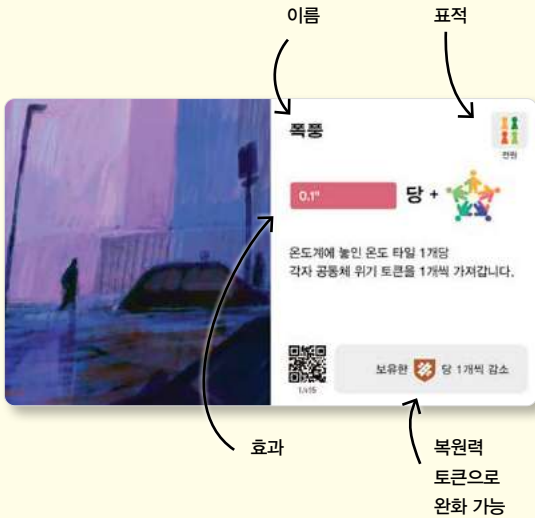 이름
표적
폭풍
전원
0.1°
당 +
온도계에 놓인 온도 타일 1개당
각자 공동체 위기 토큰을 1개씩 가져갑니다.
보유한 당 1개씩 감소
효과
복원력
토큰으로
완화 가능